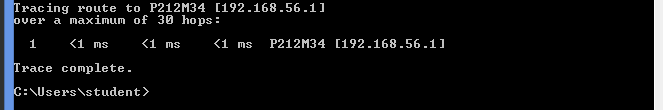 Tracing route to P212M34 [192.168.56.1]
over a maximum of 30 hops:
1 <1 ms <1 ms <1 ms P212M34 [192.168.56.1]
Trace complete.
C:\Users\student>